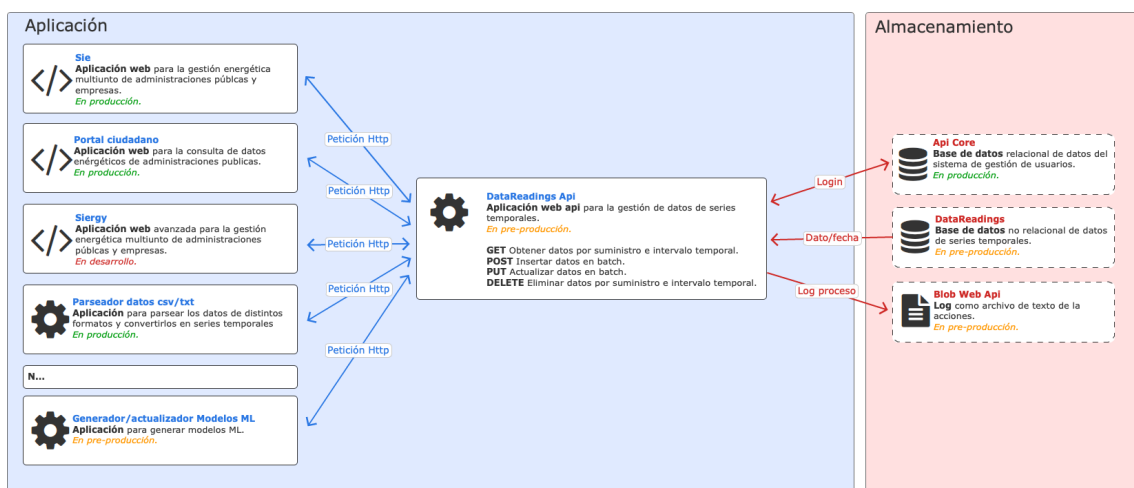 Aplicación
Sie
Aplicación web para la gestión energética
multiunto de administraciones públcas y
empresas.
En producción.
Portal ciudadano
Aplicación web para la consulta de datos
enérgéticos de administraciones publicas.
En producción.
Siergy
Aplicación web avanzada para la gestión
energética multiunto de administraciones
púbcas y empresas.
En desarrollo.
Parseador datos csv/txt
Aplicación para parsear los datos de distintos
formatos y convertirlos en series temporales
En producción.
N...
Generador/actualizador Modelos ML
Aplicación para generar modelos ML.
En pre-producción.
Petición Http
Petición Http
Petición Http
Petición Http
Petición Http
DataReadings Api
Aplicación web api para la gestión de datos de series
temporales.
En pre-producción.
GET Obtener datos por suministro e intervalo temporal.
POST Insertar datos en batch.
PUT Actualizar datos en batch.
DELETE Eliminar datos por suministro e intervalo temporal.
Login
Dato/fecha
Log proceso
Almacenamiento
Api Core
Base de datos relacional de datos del
sistema de gestión de usuarios.
En producción.
DataReadings
Base de datos no relacional de datos
de series temporales.
En pre-producción.
Blob Web Api
Log como archivo de texto de la
acciones.
En pre-producción.